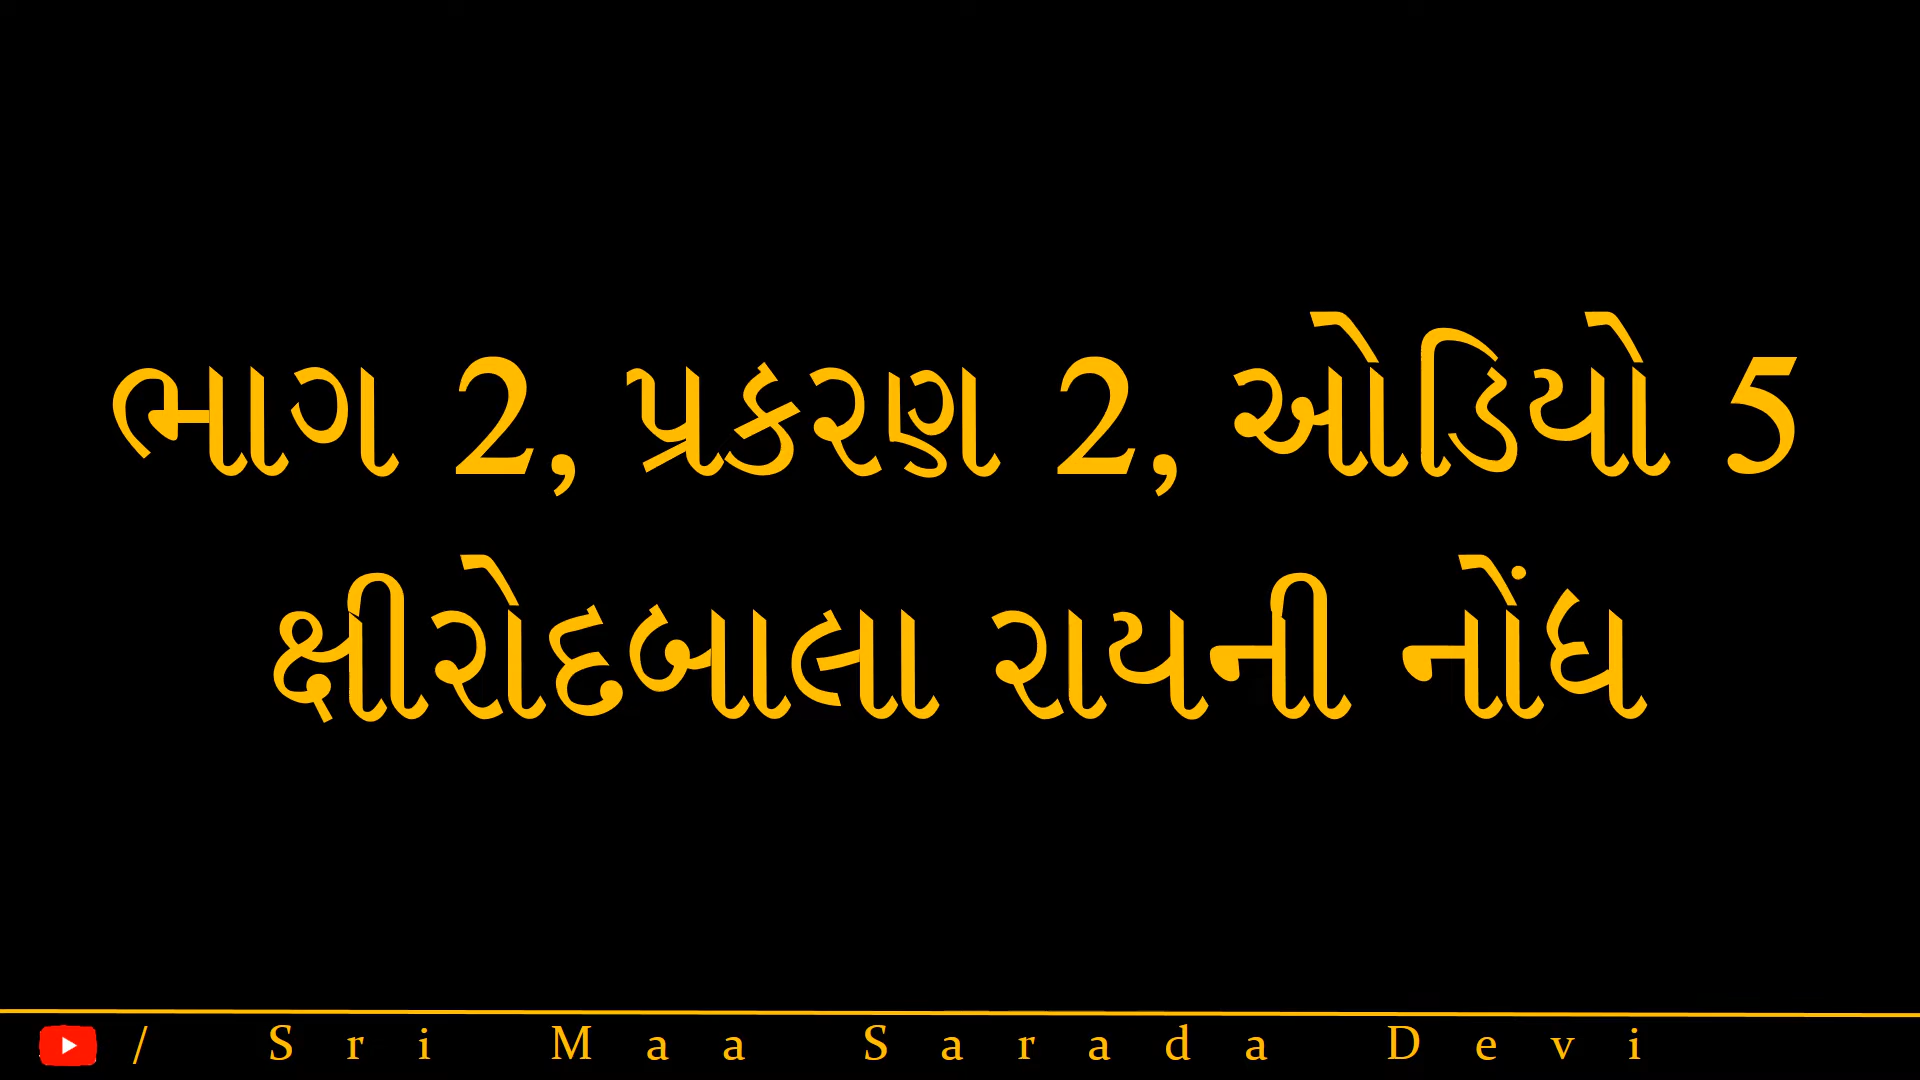 ભાગ 2, પ્રકરણ 2, ઓડિયો 5
ક્ષીરોદબાલા રાયની નોંધ
/ Sri Maa Sarada Devi